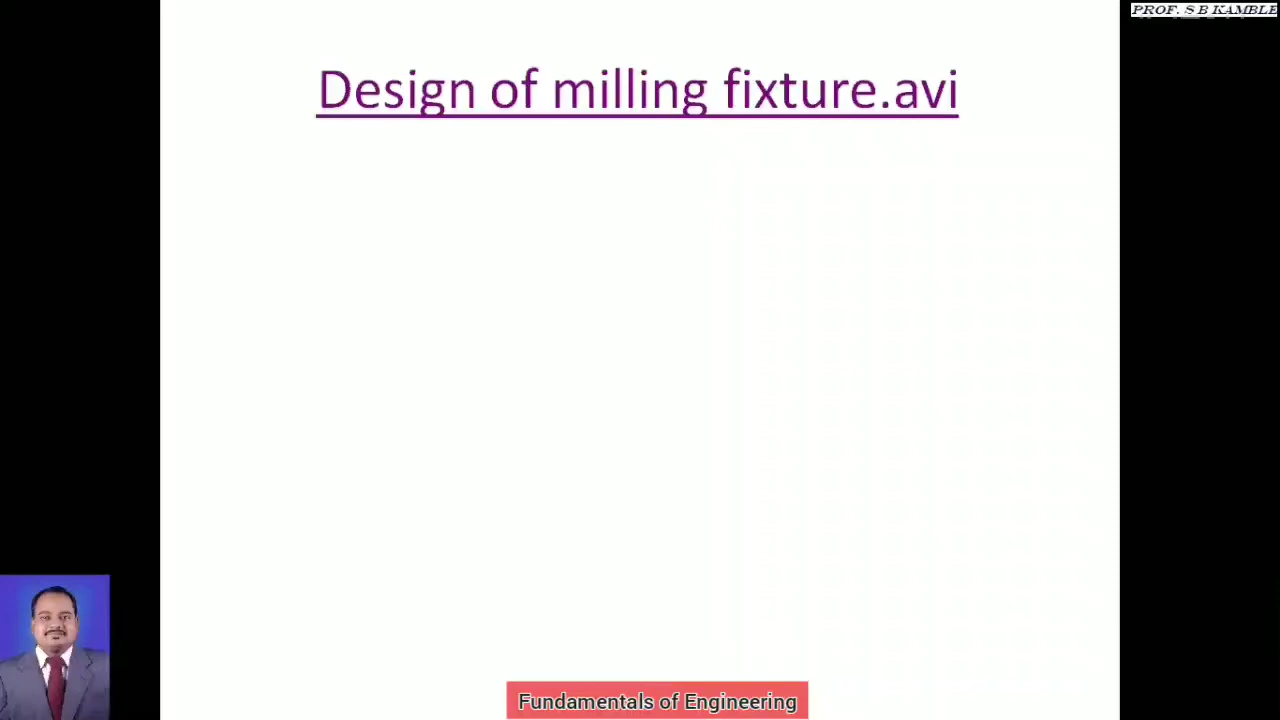 PROF. S B KAMBLE
Design of milling fixture.avi
Fundamentals of Engineering